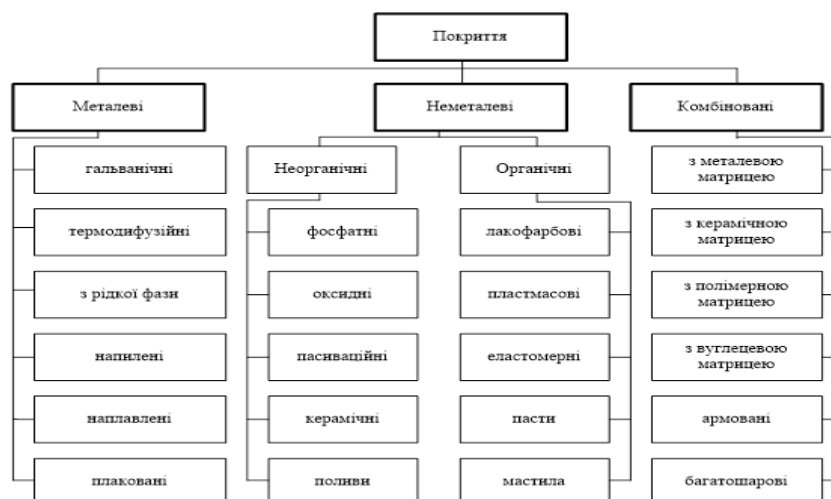 Покриття
Металеві
Неметалеві
Комбіновані
гальванічні
Неорганічні
Органічні
з металевою
матрицею
термодифузійні
фосфатні
лакофарбові
з керамічною
матрицею
з рідкої фази
оксидні
пластмасові
з полімерною
матрицею
напилені
пасиваційні
еластомерні
з вуглецевою
матрицею
наплавлені
керамічні
пасти
армовані
плаковані
поливи
мастила
багатошарові